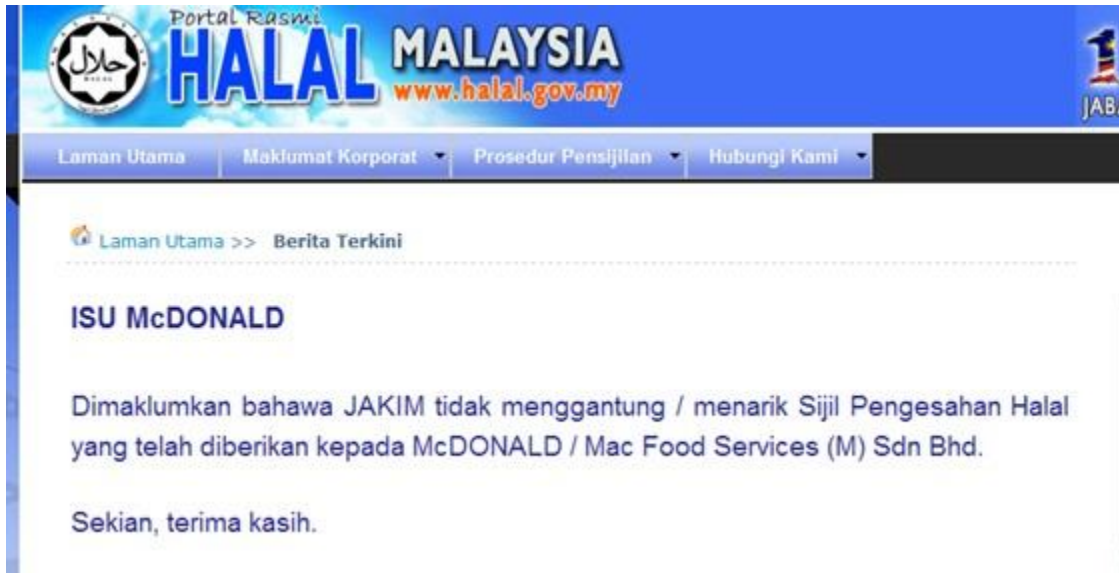 Portal Rasmi
حلال
HALAL MALAYSIA
www.halal.gov.my
1
JAB
Laman Utama Maklumat Korporat Prosedur Pensijilan Hubungi Kami
Laman Utama >> Berita Terkini
ISU McDONALD
Dimaklumkan bahawa JAKIM tidak menggantung / menarik Sijil Pengesahan Halal
yang telah diberikan kepada McDONALD / Mac Food Services (M) Sdn Bhd.
Sekian, terima kasih.